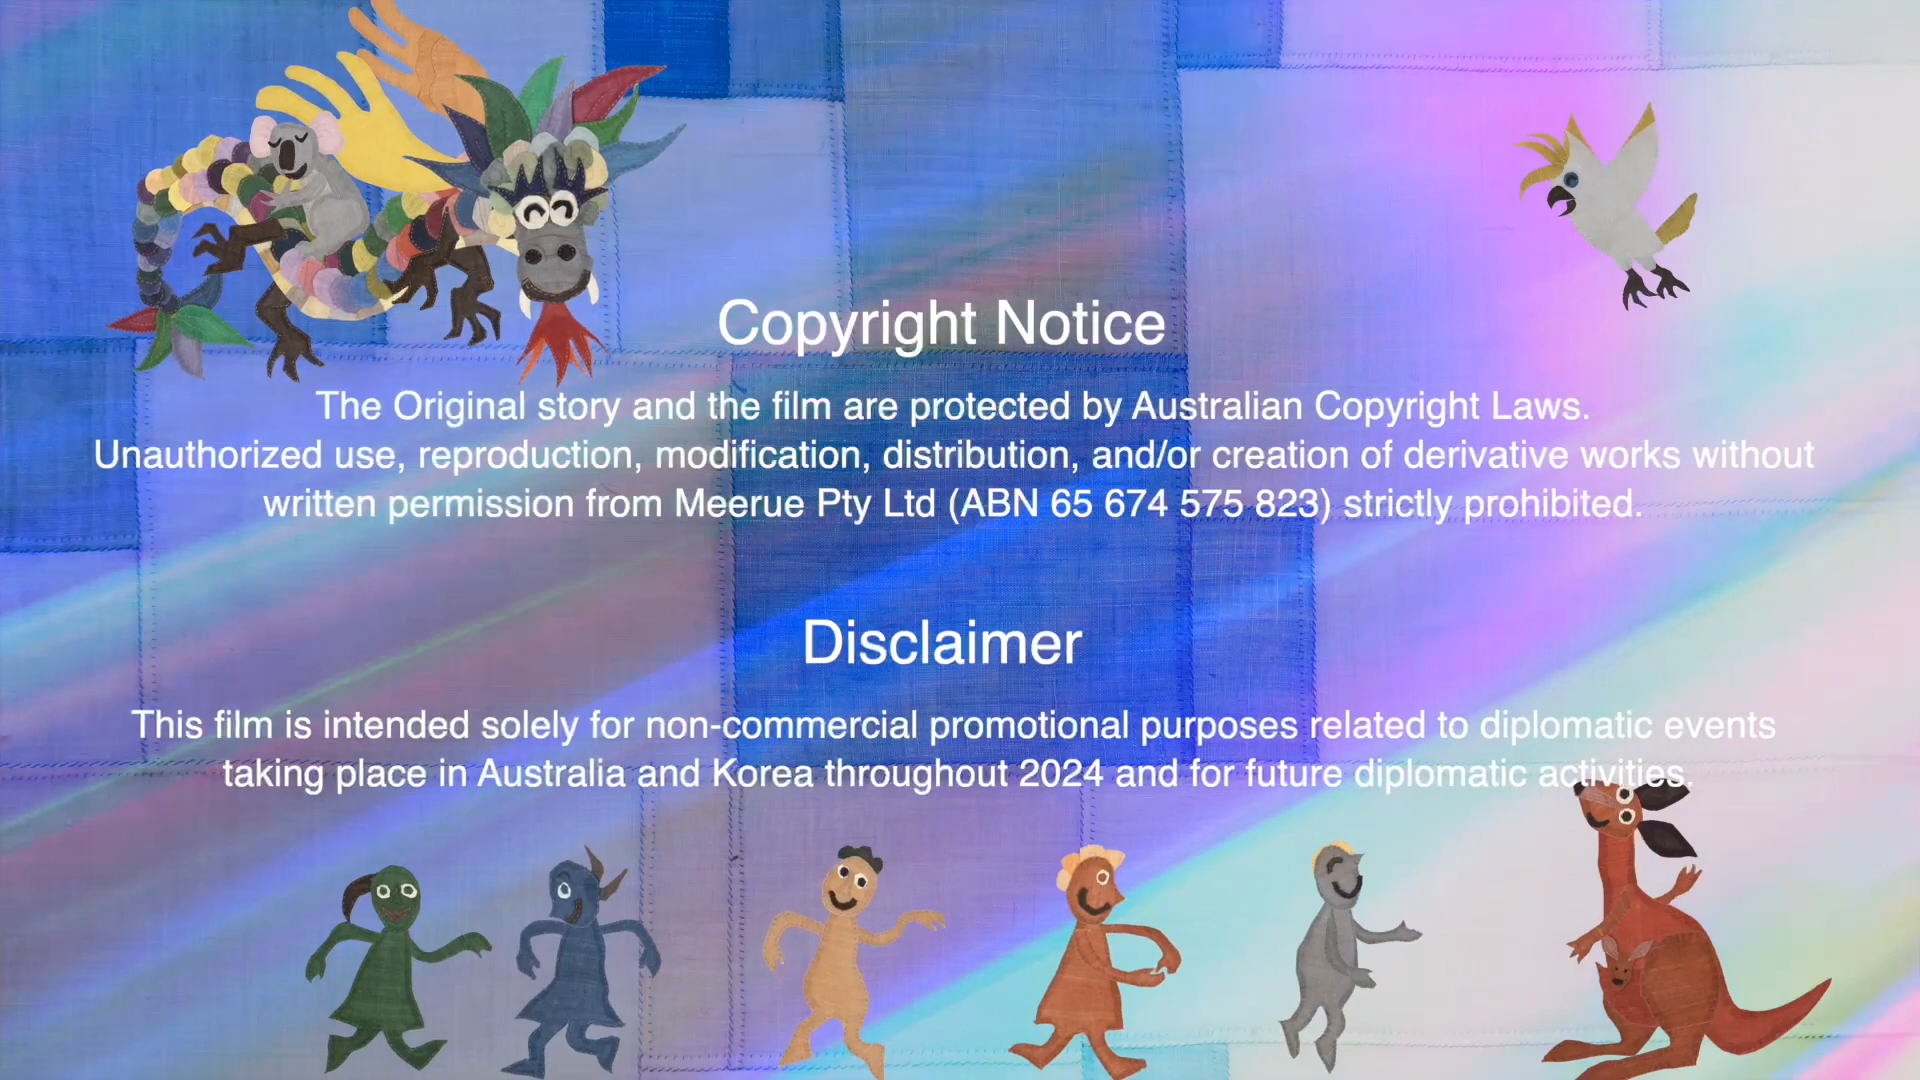 Copyright Notice
The Original story and the film are protected by Australian Copyright Laws.
Unauthorized use, reproduction, modification, distribution, and/or creation of derivative works without
written permission from Meerue Pty Ltd (ABN 65 674 575 823) strictly prohibited.
Disclaimer
This film is intended solely for non-commercial promotional purposes related to diplomatic events
taking place in Australia and Korea throughout 2024 and for future diplomatic activities.